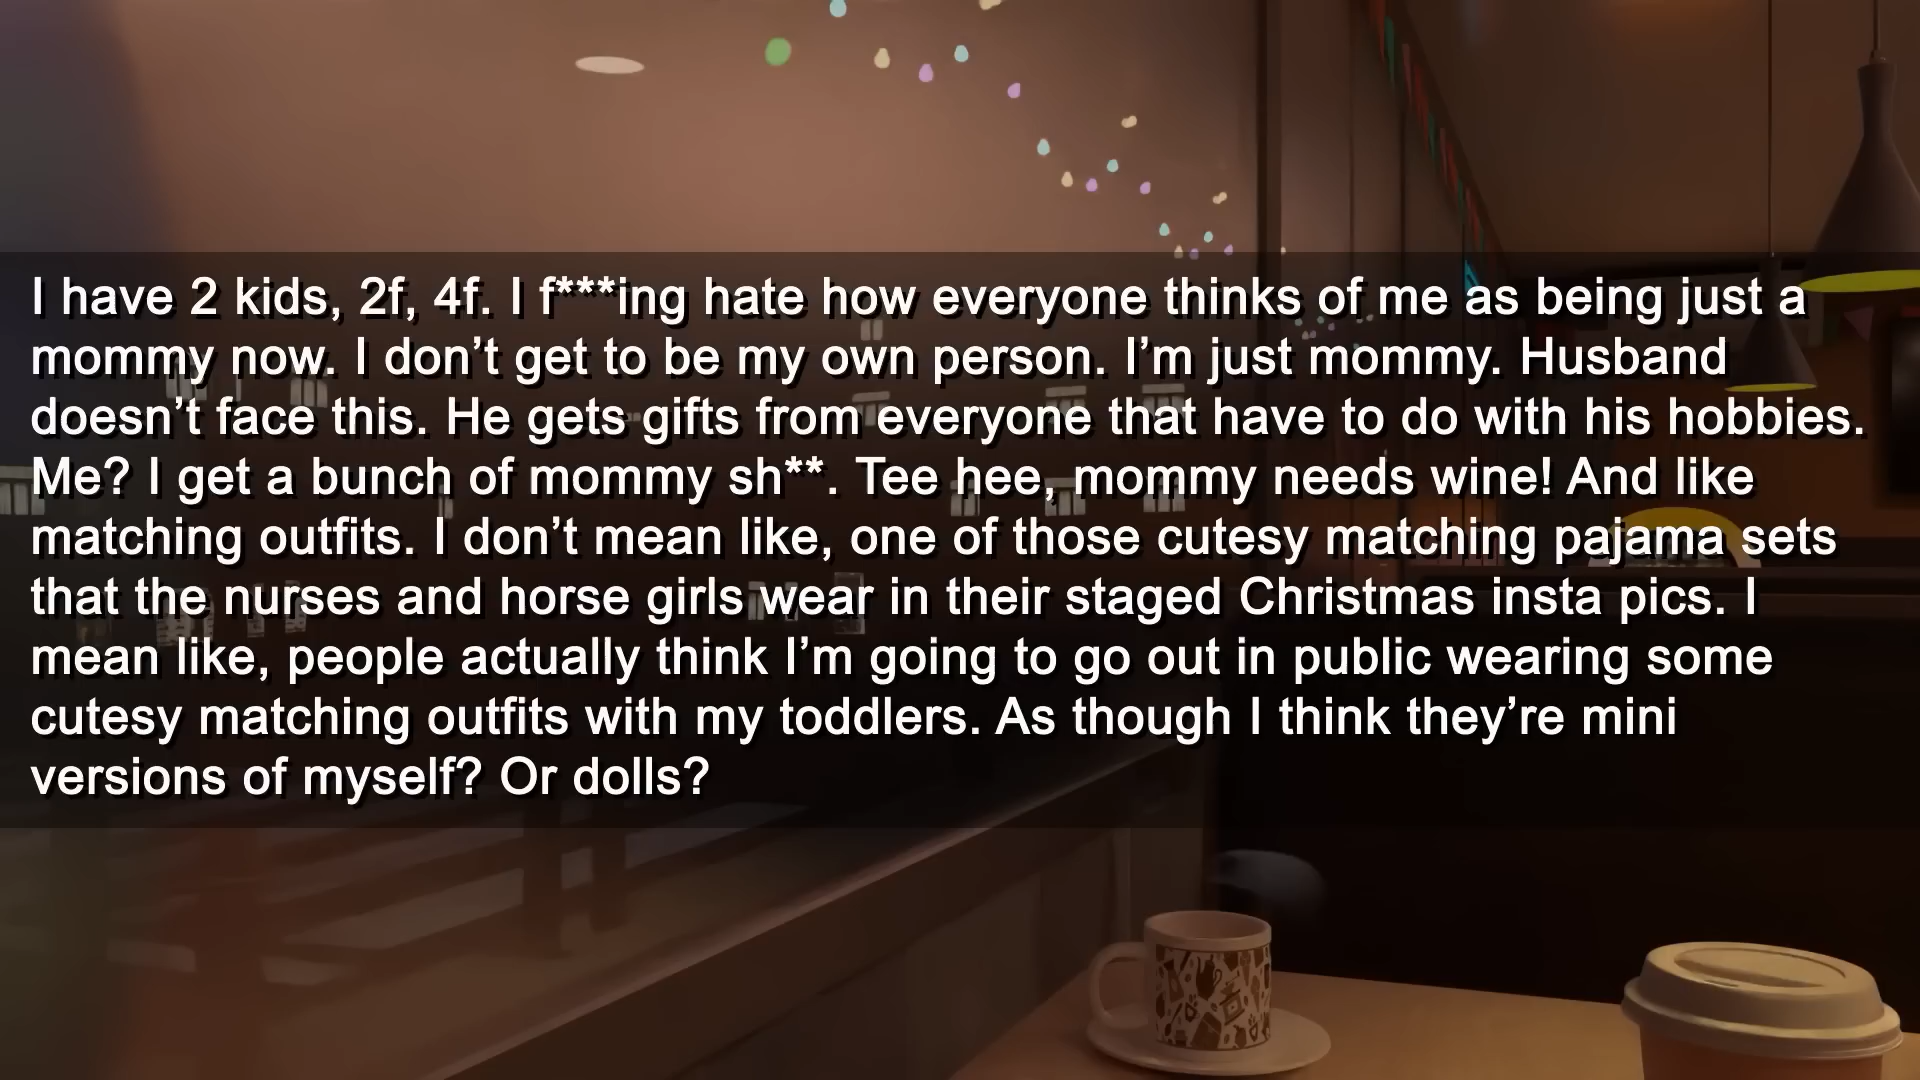 I have 2 kids, 2f, 4f. I f***ing hate how everyone thinks of me as being just a
mommy now. I don’t get to be my own person. I’m just mommy. Husband
doesn’t face this. He gets gifts from everyone that have to do with his hobbies.
Me? I get a bunch of mommy sh**. Tee hee, mommy needs wine! And like
matching outfits. I don’t mean like, one of those cutesy matching pajama sets
that the nurses and horse girls wear in their staged Christmas insta pics. I
mean like, people actually think I’m going to go out in public wearing some
cutesy matching outfits with my toddlers. As though I think they’re mini
versions of myself? Or dolls?